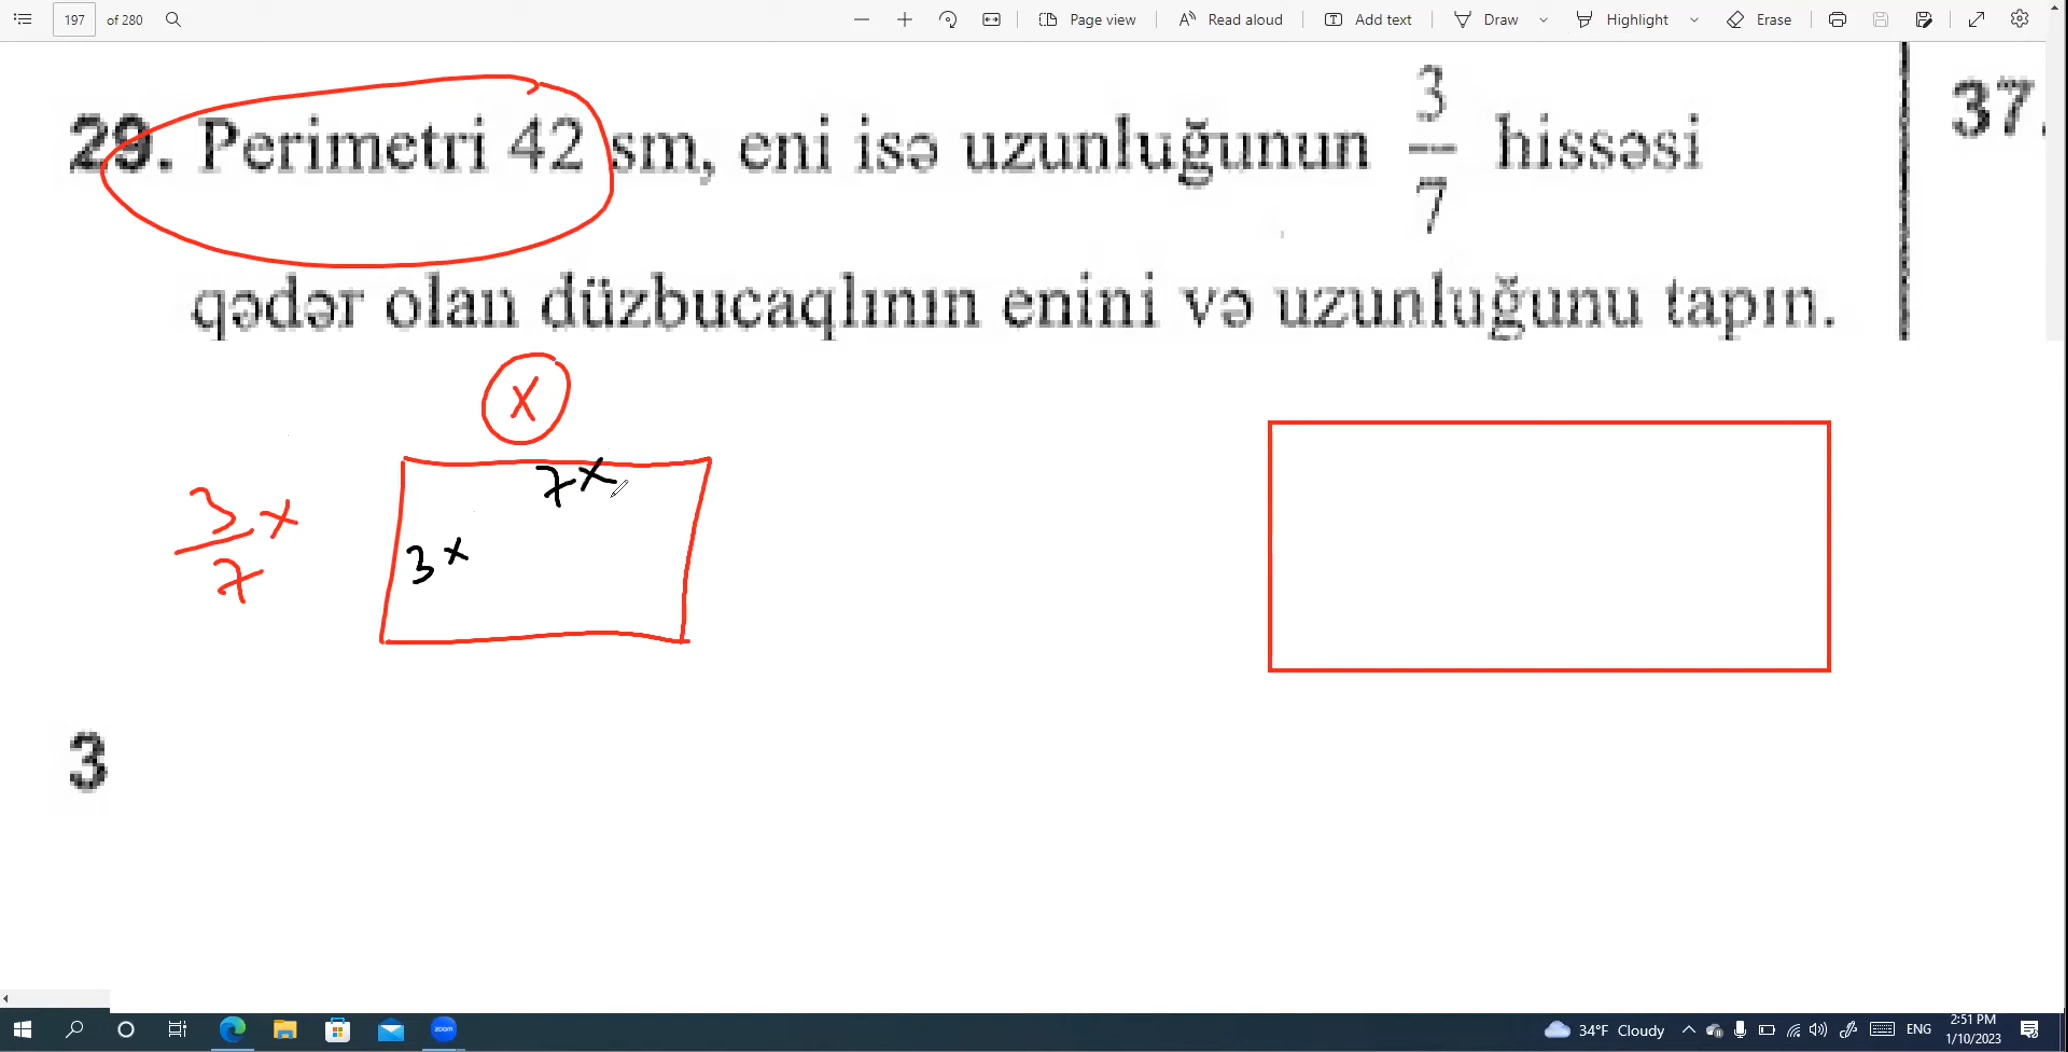 197 of 280 Page view Read aloud Add text Draw Highlight Erase
29. Perimetri 42 sm, eni isə uzunluğunun 3/7 hissəsi
37.
qədər olan düzbucaqlının enini və uzunluğunu tapın.
x
7x
3/7 x
3x
3
zoom
34°F Cloudy ENG 2:51 PM
1/10/2023